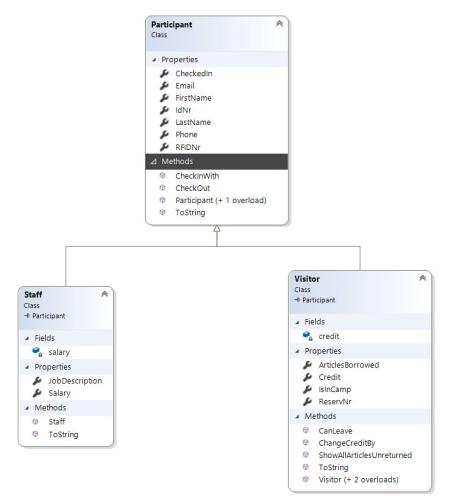 Participant
Class
Properties
CheckedIn
Email
FirstName
IdNr
LastName
Phone
RFIDNr
Methods
CheckInWith
CheckOut
Participant (+ 1 overload)
ToString
Staff
Class
Participant
Fields
salary
Properties
JobDescription
Salary
Methods
Staff
ToString
Visitor
Class
Participant
Fields
credit
Properties
ArticlesBorrowed
Credit
IsInCamp
ReservNr
Methods
CanLeave
ChangeCreditBy
ShowAllArticlesUnreturned
ToString
Visitor (+ 2 overloads)